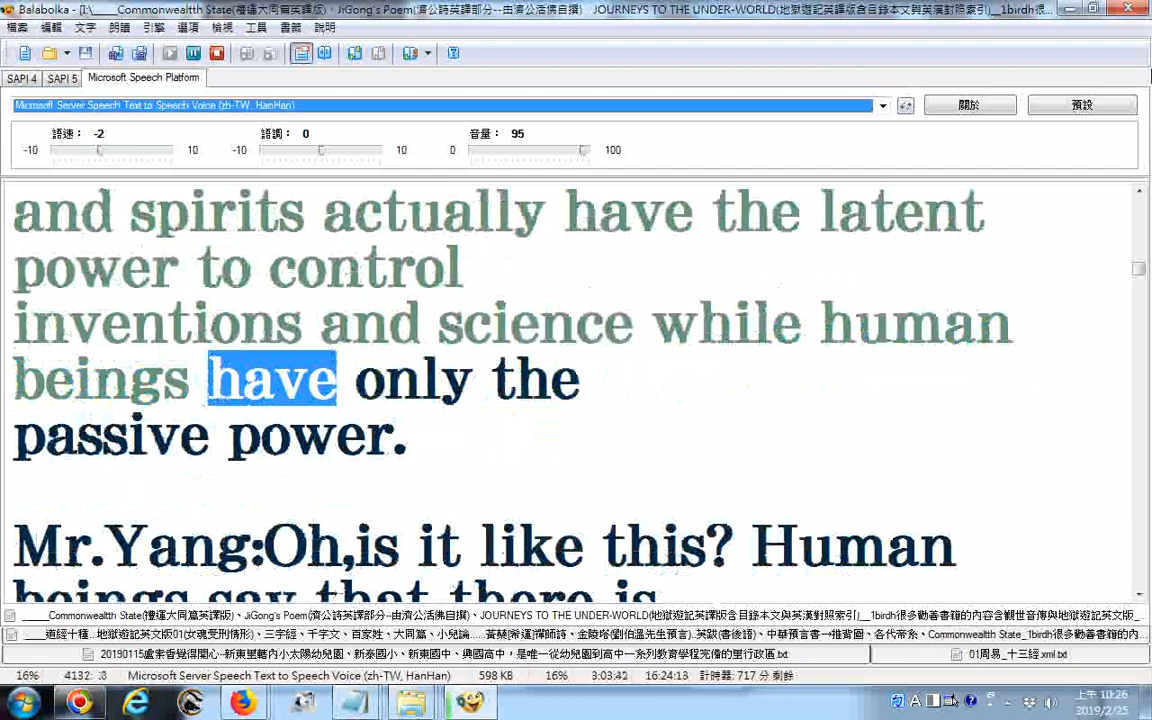 Balabolka - [I:\_____Commonwealtth State(禮運大同篇英譯版)、JiGong's Poem(濟公詩英譯部分--由濟公活佛自撰) 、JOURNEYS TO THE UNDER-WORLD(地獄遊記英譯版含目錄本文與英漢對照索引)__1birdh很...
檔案 編輯 文字 朗讀 引擎 選項 檢視 工具 書籤 說明
SAPI 4 SAPI 5 Microsoft Speech Platform
Microsoft Server Speech Text to Speech Voice (zh-TW, HanHan)
關於 預設
語速： -2 語調： 0 音量： 95
-10 10 -10 10 0 100
and spirits actually have the latent
power to control
inventions and science while human
beings have only the
passive power.
Mr.Yang:Oh,is it like this? Human
beings say that there is
____Commonwealtth State(禮運大同篇英譯版)、JiGong's Poem(濟公詩英譯部分--由濟公活佛自撰)、JOURNEYS TO THE UNDER-WORLD(地獄遊記英譯版含目錄本文與英漢對照索引)__1birdh很多勸善書籍的內容含觀世音傳與地獄遊記英文版...
20190115盧案皆覺得開心--新東里轄內小太陽幼兒園、新泰國小、新東國中、興國高中，是唯一從幼兒園到高中一系列教育學程完備的里行政區.txt
01周易_十三經.xml.txt
16% Microsoft Server Speech Text to Speech Voice (zh-TW, HanHan) 598 KB 16% 3:03:42 16:24:13 計時器: 717 分 剩餘
上午 10:26
2019/2/25